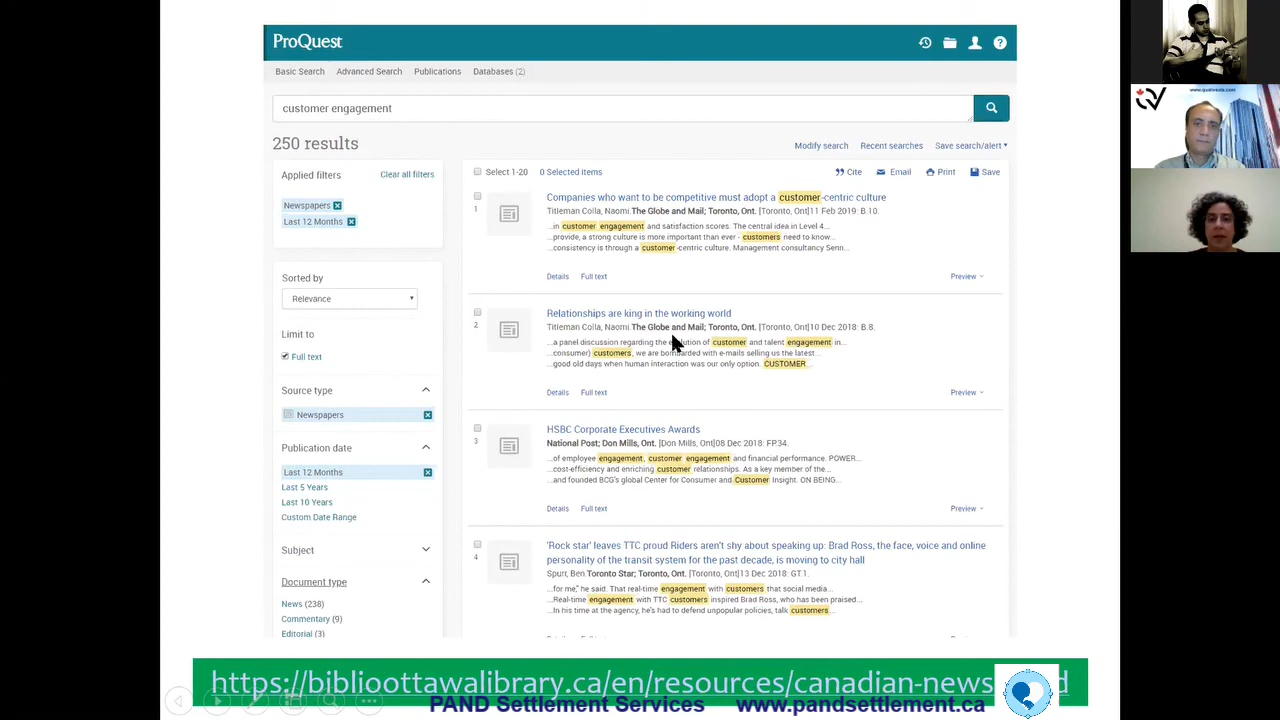 ProQuest
Basic Search Advanced Search Publications Databases (2)
customer engagement
250 results
Modify search Recent searches Save search/alert
Applied filters Clear all filters
Newspapers
Last 12 Months
Sorted by
Relevance
Limit to
Full text
Source type
Newspapers
Publication date
Last 12 Months
Last 5 Years
Last 10 Years
Custom Date Range
Subject
Document type
News (238)
Commentary (9)
Editorial (3)
Select 1-20 0 Selected items Cite Email Print Save
1
Companies who want to be competitive must adopt a customer-centric culture
Titleman Colla, Naomi. The Globe and Mail; Toronto, Ont. [Toronto, Ont]11 Feb 2019: B.10.
...in customer engagement and satisfaction scores. The central idea in Level 4...
...provide, a strong culture is more important than ever - customers need to know...
...consistency is through a customer-centric culture. Management consultancy Senn...
Details Full text Preview
2
Relationships are king in the working world
Titleman Colla, Naomi. The Globe and Mail; Toronto, Ont. [Toronto, Ont]10 Dec 2018: B.8.
...a panel discussion regarding the evolution of customer and talent engagement in...
...consumer) customers, we are bombarded with e-mails selling us the latest...
...good old days when human interaction was our only option. CUSTOMER...
Details Full text Preview
3
HSBC Corporate Executives Awards
National Post; Don Mills, Ont. [Don Mills, Ont]08 Dec 2018: FP.34.
...of employee engagement, customer engagement and financial performance. POWER...
...cost-efficiency and enriching customer relationships. As a key member of the...
...and founded BCG's global Center for Consumer and Customer Insight. ON BEING...
Details Full text Preview
4
'Rock star' leaves TTC proud Riders aren't shy about speaking up: Brad Ross, the face, voice and online
personality of the transit system for the past decade, is moving to city hall
Spurr, Ben. Toronto Star; Toronto, Ont. [Toronto, Ont]13 Dec 2018: GT.1.
...for me," he said. That real-time engagement with customers that social media...
...Real-time engagement with TTC customers inspired Brad Ross, who has been praised...
...In his time at the agency, he's had to defend unpopular policies, talk customers...
https://biblioottawalibrary.ca/en/resources/canadian-news
PAND Settlement Services www.pandsettlement.ca